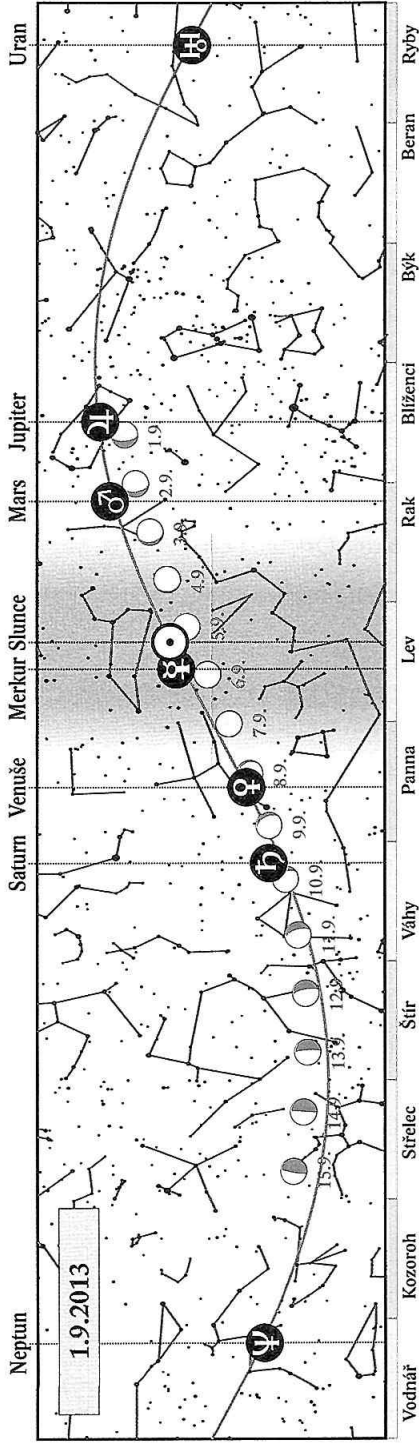 Neptun Saturn Venuše Merkur Slunce Mars Jupiter Uran
1.9.2013
15.9. 14.9. 13.9. 12.9. 11.9. 10.9. 9.9. 8.9. 7.9. 6.9. 5.9. 4.9. 3.9. 2.9. 1.9.
Vodnář Kozoroh Střelec Štír Váhy Panna Lev Rak Blíženci Býk Beran Ryby